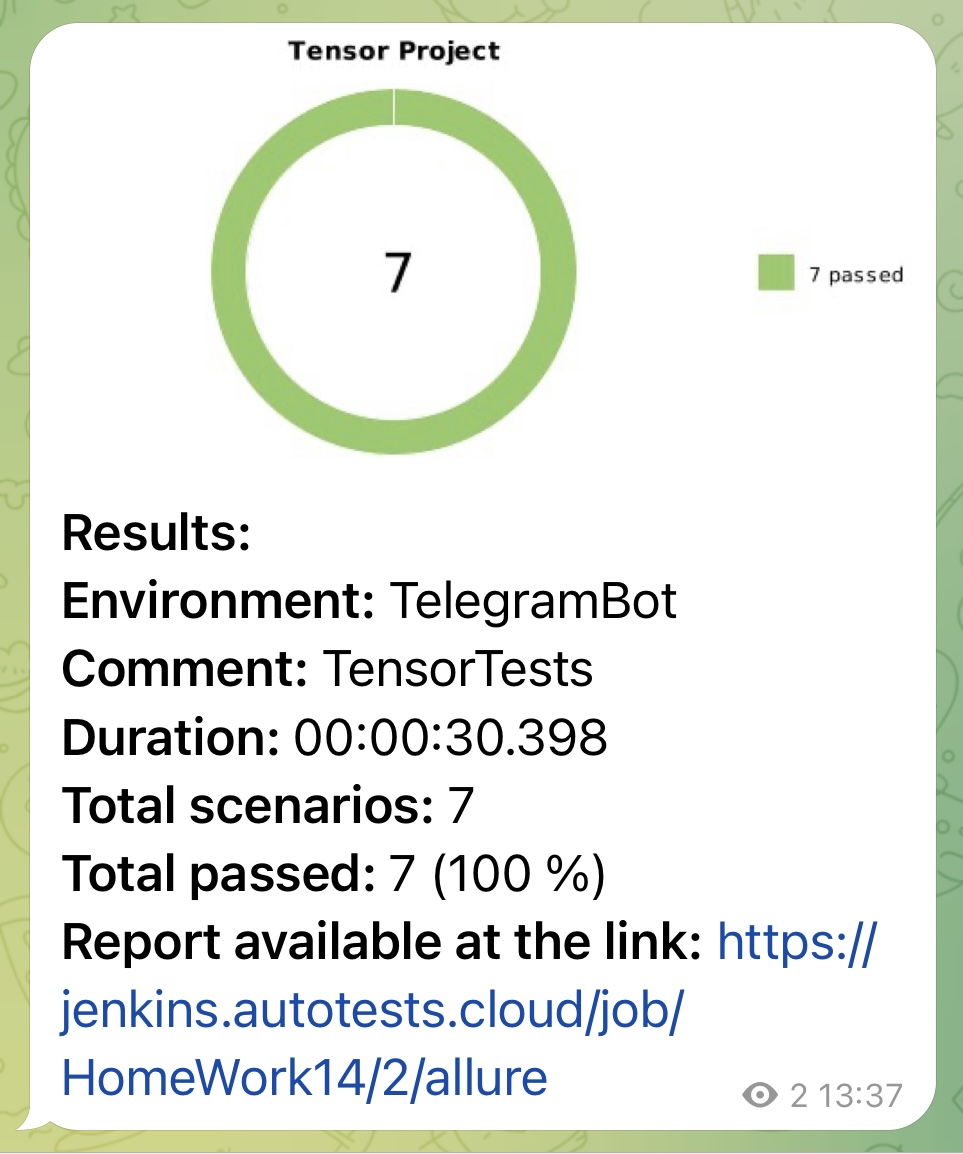 Tensor Project
7
7 passed
Results:
Environment: TelegramBot
Comment: TensorTests
Duration: 00:00:30.398
Total scenarios: 7
Total passed: 7 (100 %)
Report available at the link: https://
jenkins.autotests.cloud/job/
HomeWork14/2/allure
2 13:37